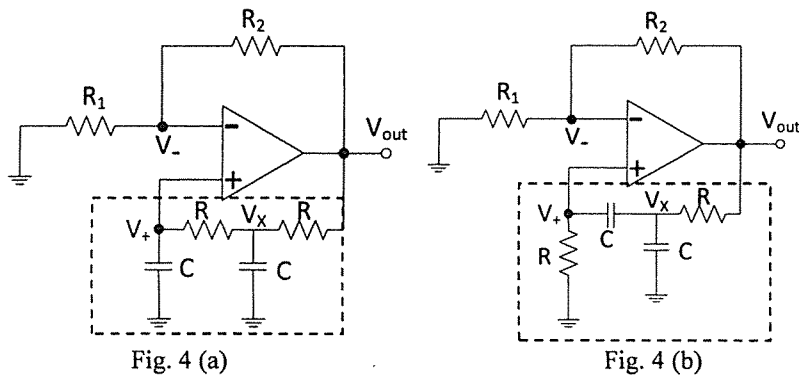 R₂
R₁
V₋
−
+
Vout
V₊
R
Vx
R
C
C
Fig. 4 (a)
R₂
R₁
V₋
−
+
Vout
V₊
C
Vx
R
R
C
Fig. 4 (b)